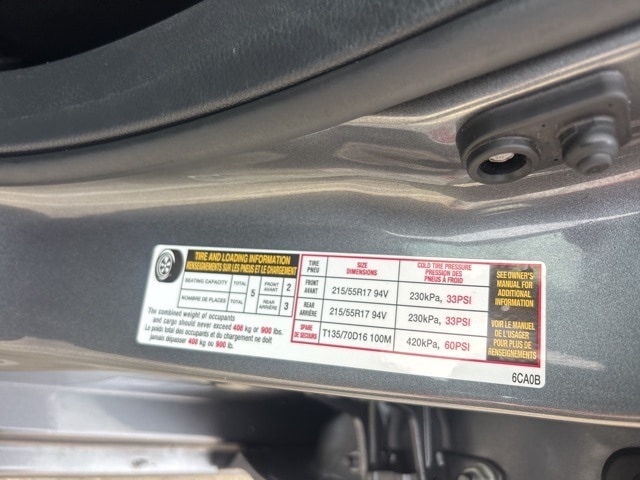 TIRE AND LOADING INFORMATION
RENSEIGNEMENTS SUR LES PNEUS ET LE CHARGEMENT
SEATING CAPACITY TOTAL 5 FRONT AVANT 2
NOMBRE DE PLACES TOTAL REAR ARRIÈRE 3
The combined weight of occupants
and cargo should never exceed 408 kg or 900 lbs.
Le poids total des occupants et du chargement ne doit
jamais dépasser 408 kg ou 900 lb.
TIRE PNEU SIZE DIMENSIONS COLD TIRE PRESSURE PRESSION DES PNEUS À FROID
FRONT AVANT 215/55R17 94V 230kPa, 33PSI
REAR ARRIÈRE 215/55R17 94V 230kPa, 33PSI
SPARE DE SECOURS T135/70D16 100M 420kPa, 60PSI
SEE OWNER'S
MANUAL FOR
ADDITIONAL
INFORMATION
VOIR LE MANUEL
DE L'USAGER
POUR PLUS DE
RENSEIGNEMENTS
6CA0B